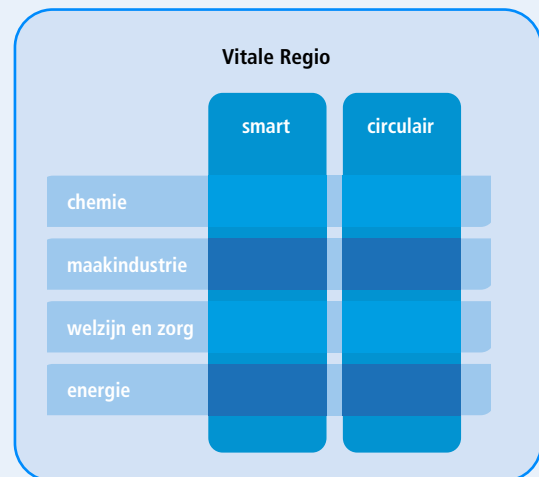 Vitale Regio
smart
circulair
chemie
maakindustrie
welzijn en zorg
energie